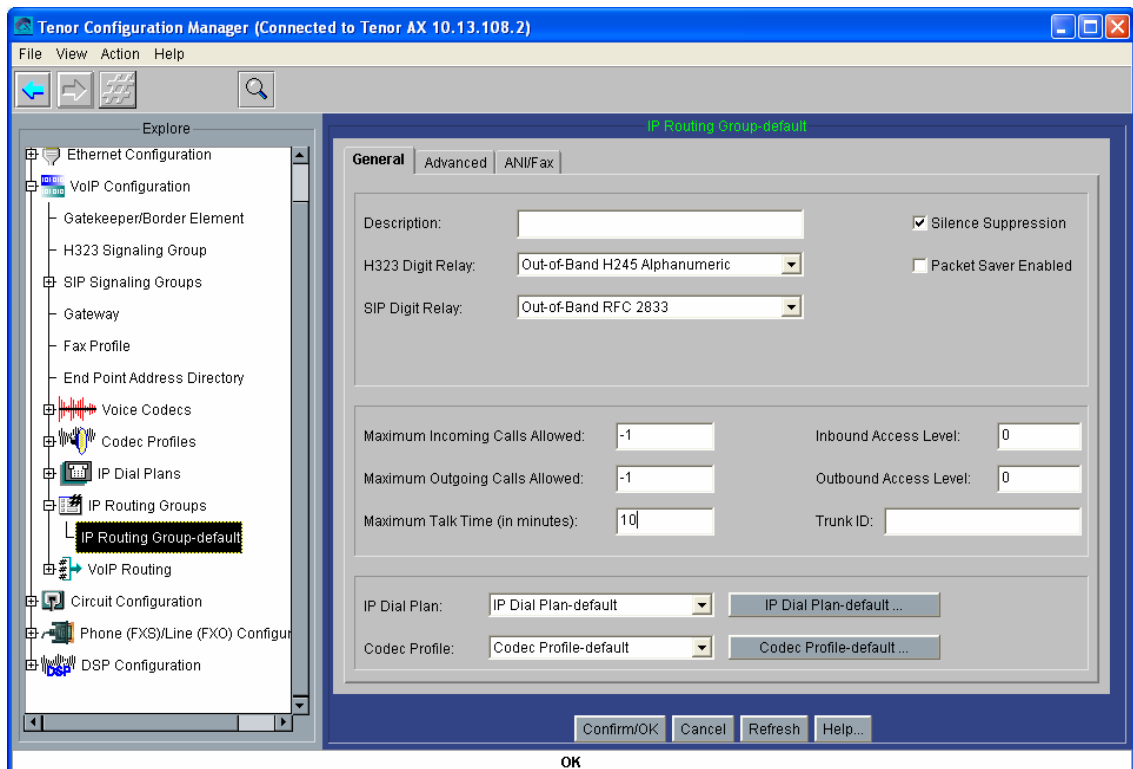 Tenor Configuration Manager (Connected to Tenor AX 10.13.108.2)
File View Action Help
Explore
Ethernet Configuration
VoIP Configuration
Gatekeeper/Border Element
H323 Signaling Group
SIP Signaling Groups
Gateway
Fax Profile
End Point Address Directory
Voice Codecs
Codec Profiles
IP Dial Plans
IP Routing Groups
IP Routing Group-default
VoIP Routing
Circuit Configuration
Phone (FXS)/Line (FXO) Configur
DSP DSP Configuration
IP Routing Group-default
General Advanced ANI/Fax
Description: Silence Suppression
H323 Digit Relay: Out-of-Band H245 Alphanumeric Packet Saver Enabled
SIP Digit Relay: Out-of-Band RFC 2833
Maximum Incoming Calls Allowed: -1 Inbound Access Level: 0
Maximum Outgoing Calls Allowed: -1 Outbound Access Level: 0
Maximum Talk Time (in minutes): 10 Trunk ID:
IP Dial Plan: IP Dial Plan-default IP Dial Plan-default ...
Codec Profile: Codec Profile-default Codec Profile-default ...
Confirm/OK Cancel Refresh Help...
OK